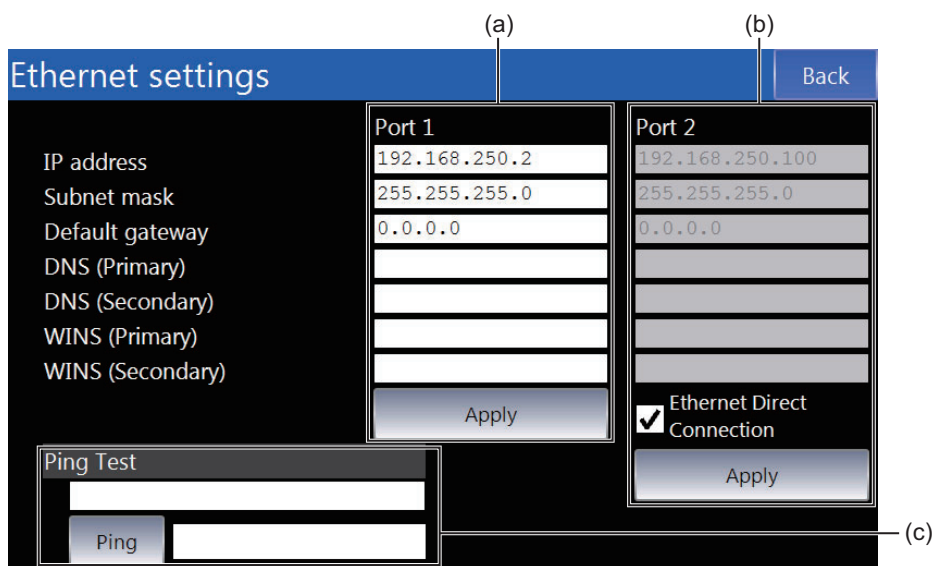 (a) (b)
Ethernet settings Back
Port 1 Port 2
IP address 192.168.250.2 192.168.250.100
Subnet mask 255.255.255.0 255.255.255.0
Default gateway 0.0.0.0 0.0.0.0
DNS (Primary)
DNS (Secondary)
WINS (Primary)
WINS (Secondary)
Apply Ethernet Direct
Connection
Ping Test
Apply
Ping
(c)